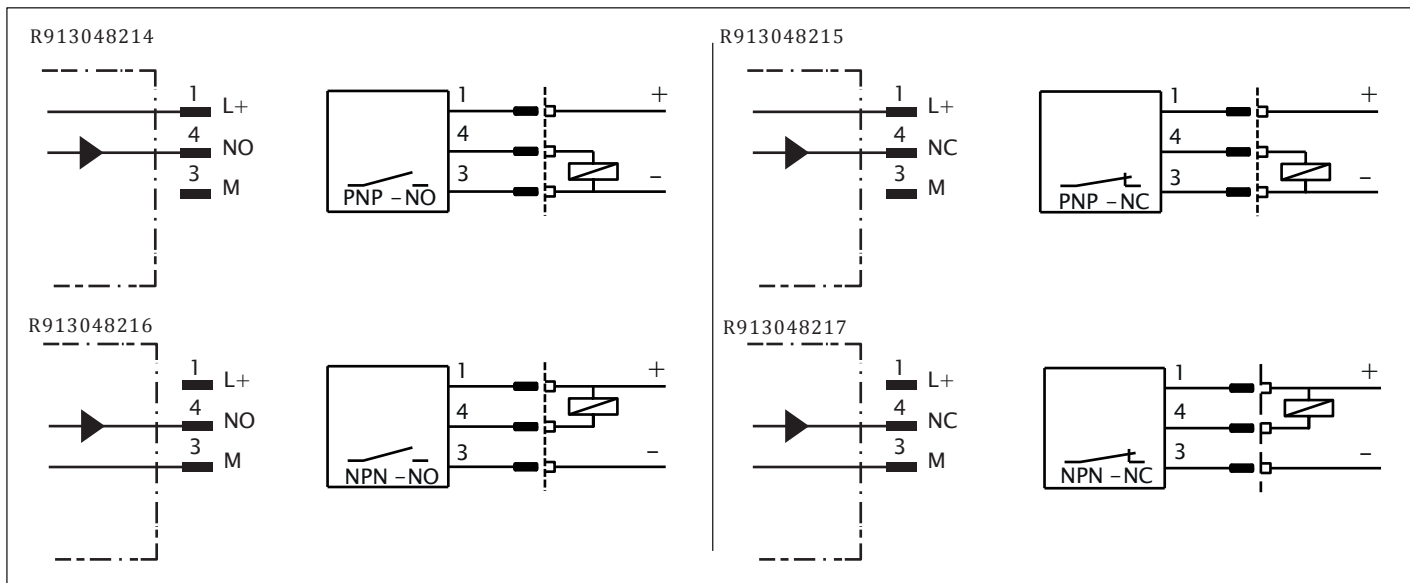 R913048214
1
L+
4
NO
3
M
1
+
4
3
−
PNP –NO
R913048215
1
L+
4
NC
3
M
1
+
4
3
−
PNP –NC
R913048216
1
L+
4
NO
3
M
1
+
4
3
−
NPN –NO
R913048217
1
L+
4
NC
3
M
1
+
4
3
−
NPN –NC